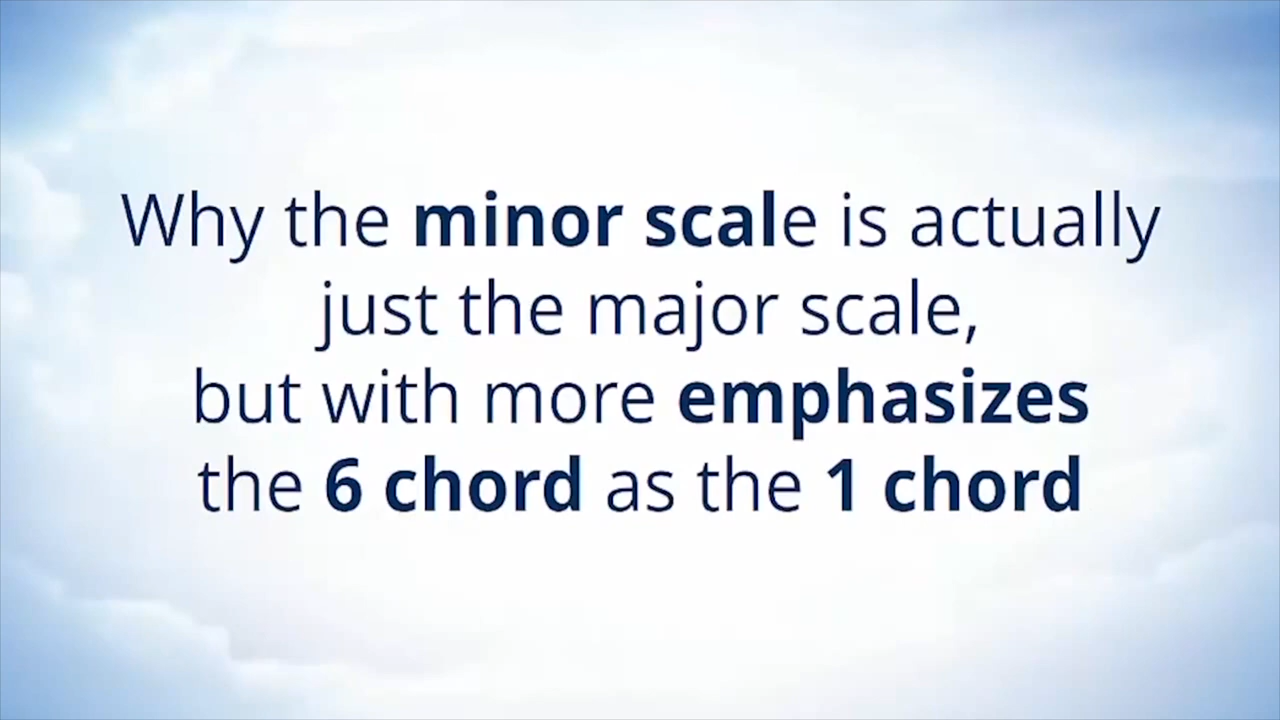 Why the minor scale is actually
just the major scale,
but with more emphasizes
the 6 chord as the 1 chord